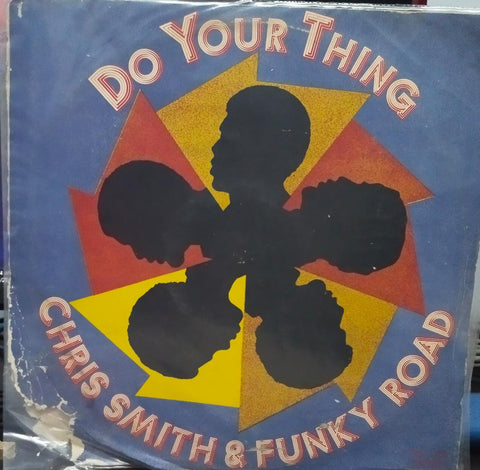 DO YOUR THING
CHRIS SMITH & FUNKY ROAD